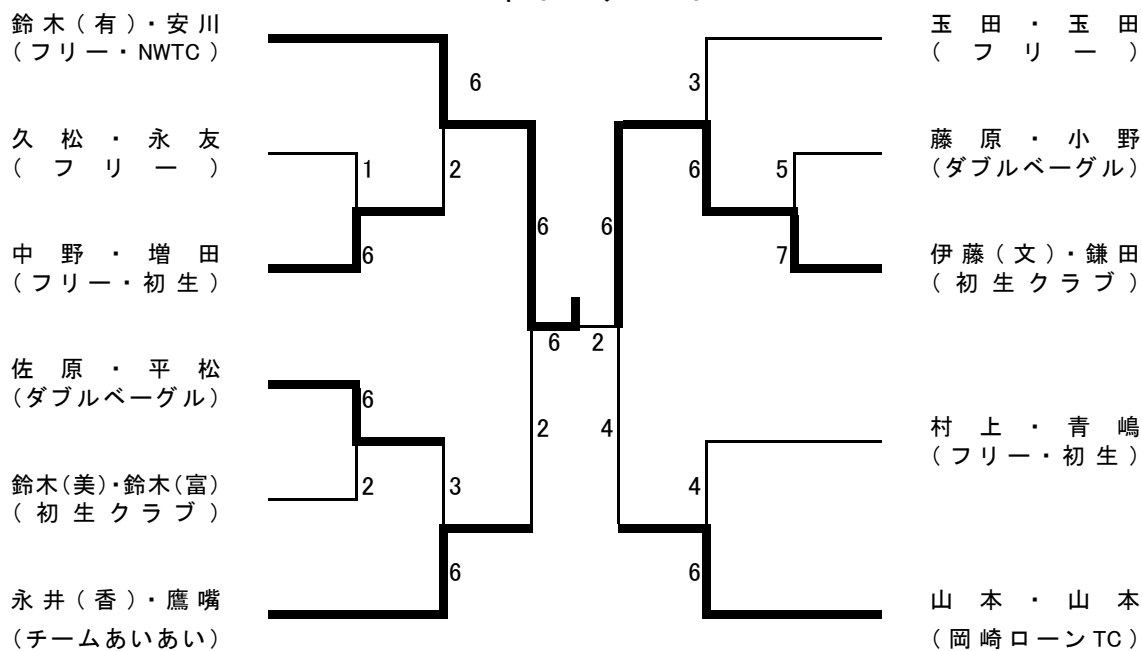 鈴木(有)・安川
(フリー・NWTC)
久松・永友
(フリー)
中野・増田
(フリー・初生)
佐原・平松
(ダブルベーグル)
鈴木(美)・鈴木(富)
(初生クラブ)
永井(香)・鷹嘴
(チームあいあい)
6
1
2
6
6
6
2
3
6
2
6 2
3
6
5
7
6
4
4
6
玉田・玉田
(フリー)
藤原・小野
(ダブルベーグル)
伊藤(文)・鎌田
(初生クラブ)
村上・青嶋
(フリー・初生)
山本・山本
(岡崎ローンTC)